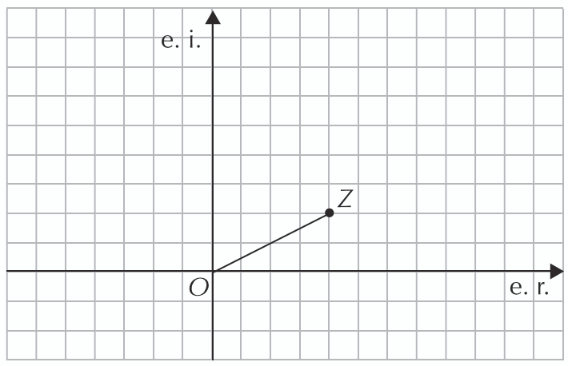 e. i.
Z
O
e. r.